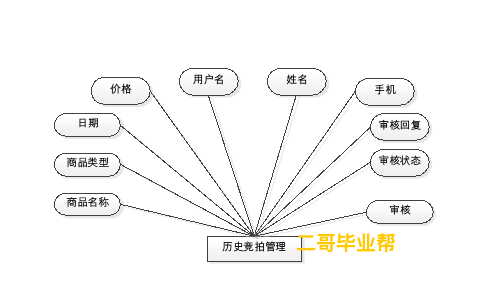 用户名
姓名
价格
手机
日期
审核回复
商品类型
审核状态
商品名称
审核
历史竞拍管理
二哥毕业帮